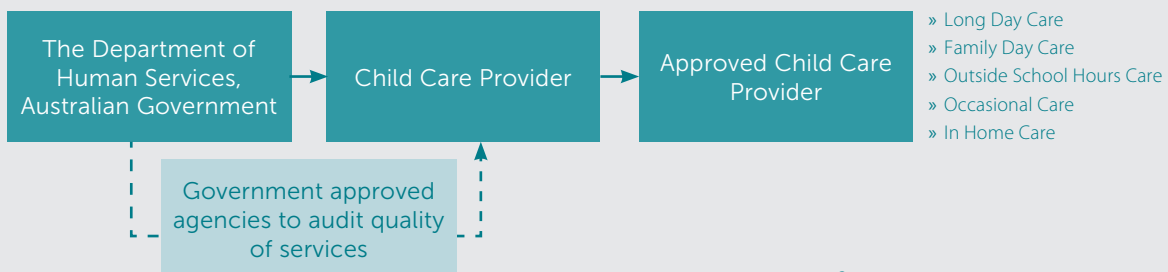 The Department of
Human Services,
Australian Government
Child Care Provider
Approved Child Care
Provider
» Long Day Care
» Family Day Care
» Outside School Hours Care
» Occasional Care
» In Home Care
Government approved
agencies to audit quality
of services